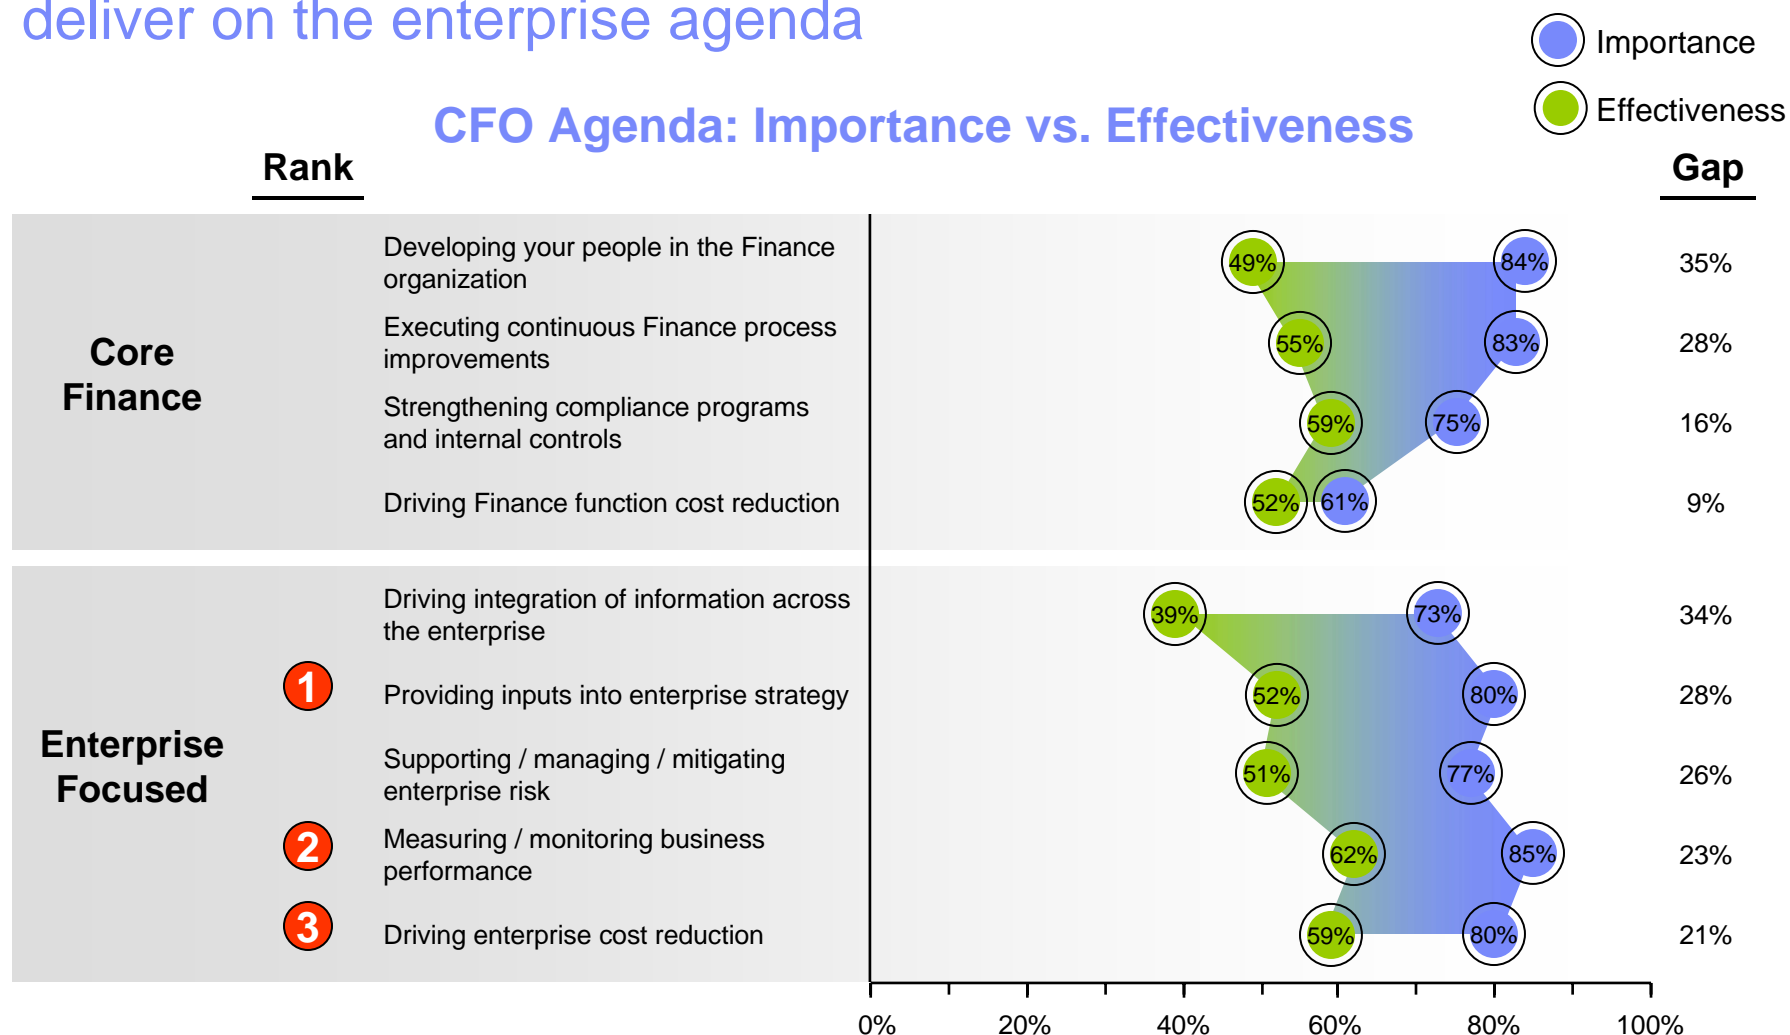 deliver on the enterprise agenda
Importance
Effectiveness
CFO Agenda: Importance vs. Effectiveness
Rank
Gap
Core
Finance
Developing your people in the Finance
organization
49%
84%
35%
Executing continuous Finance process
improvements
55%
83%
28%
Strengthening compliance programs
and internal controls
59%
75%
16%
Driving Finance function cost reduction
52%
61%
9%
Enterprise
Focused
Driving integration of information across
the enterprise
39%
73%
34%
1
Providing inputs into enterprise strategy
52%
80%
28%
Supporting / managing / mitigating
enterprise risk
51%
77%
26%
2
Measuring / monitoring business
performance
62%
85%
23%
3
Driving enterprise cost reduction
59%
80%
21%
0%
20%
40%
60%
80%
100%